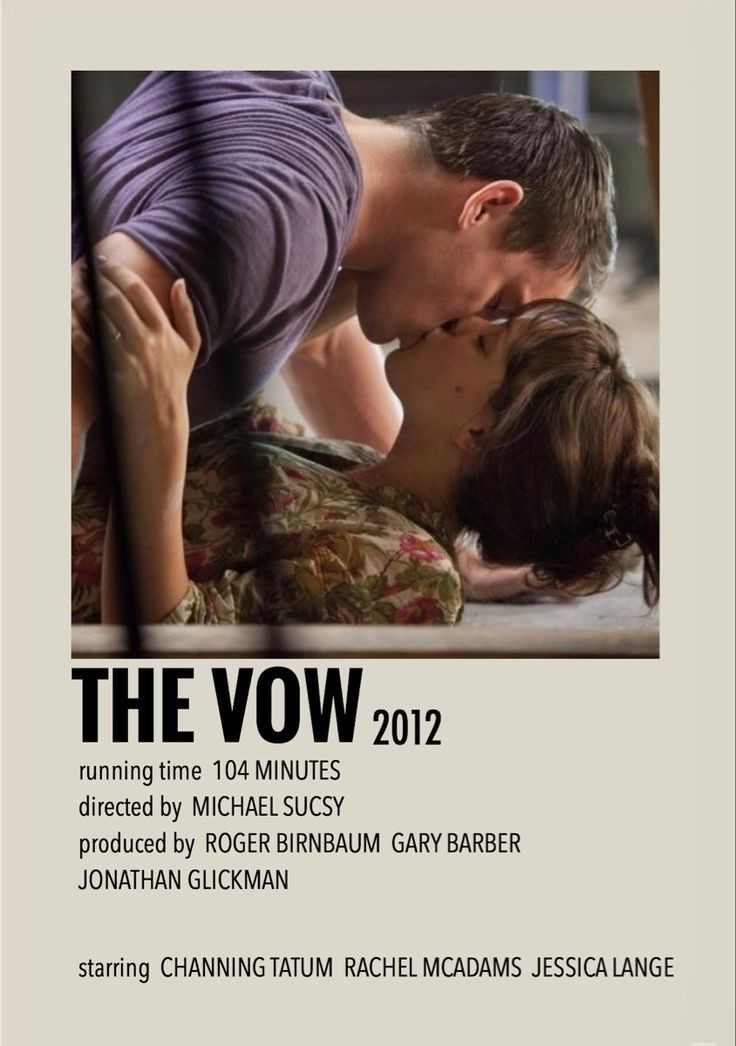 THE VOW 2012
running time 104 MINUTES
directed by MICHAEL SUCSY
produced by ROGER BIRNBAUM GARY BARBER
JONATHAN GLICKMAN
starring CHANNING TATUM RACHEL MCADAMS JESSICA LANGE